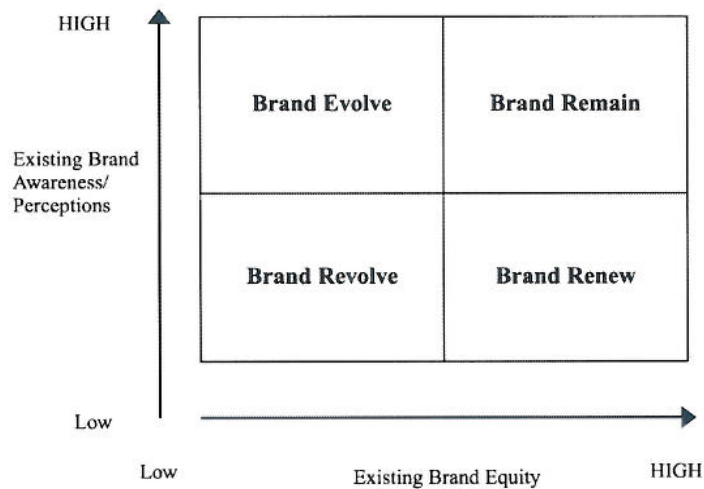 HIGH
Brand Evolve
Brand Remain
Existing Brand
Awareness/
Perceptions
Brand Revolve
Brand Renew
Low
Low
Existing Brand Equity
HIGH